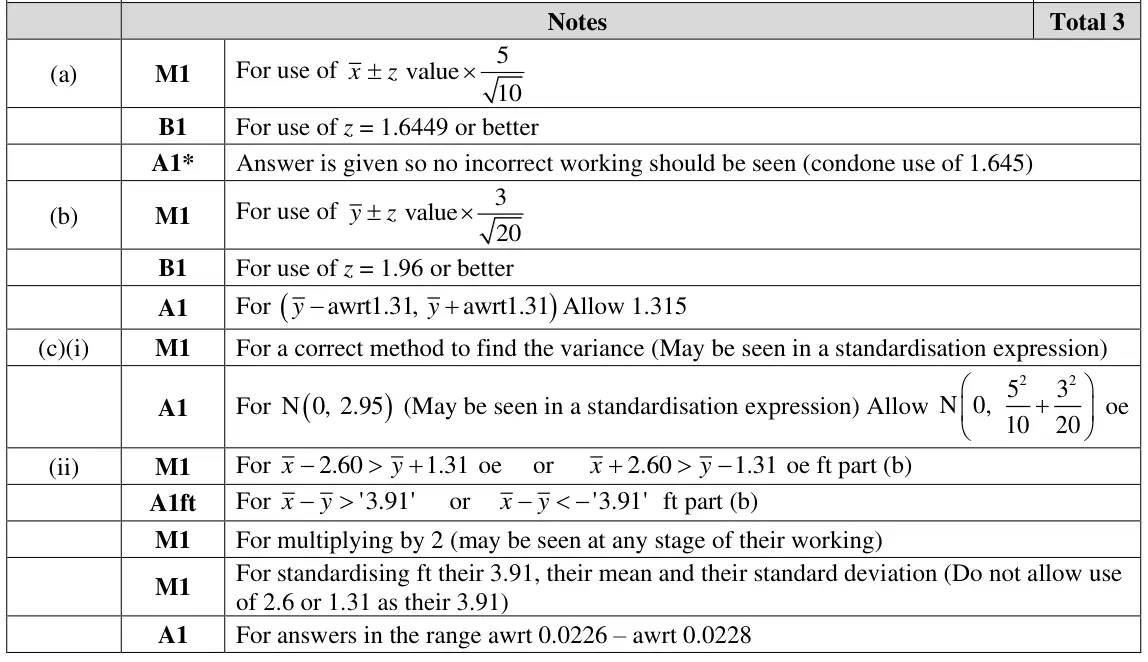 Notes Total 3
(a) M1 For use of x̄ ± z value × 5/√10
B1 For use of z = 1.6449 or better
A1* Answer is given so no incorrect working should be seen (condone use of 1.645)
(b) M1 For use of ȳ ± z value × 3/√20
B1 For use of z = 1.96 or better
A1 For (ȳ − awrt1.31, ȳ + awrt1.31) Allow 1.315
(c)(i) M1 For a correct method to find the variance (May be seen in a standardisation expression)
A1 For N(0, 2.95) (May be seen in a standardisation expression) Allow N(0, 5²/10 + 3²/20) oe
(ii) M1 For x̄ − 2.60 > ȳ + 1.31 oe or x̄ + 2.60 > ȳ − 1.31 oe ft part (b)
A1ft For x̄ − ȳ > '3.91' or x̄ − ȳ < −'3.91' ft part (b)
M1 For multiplying by 2 (may be seen at any stage of their working)
M1 For standardising ft their 3.91, their mean and their standard deviation (Do not allow use
of 2.6 or 1.31 as their 3.91)
A1 For answers in the range awrt 0.0226 – awrt 0.0228